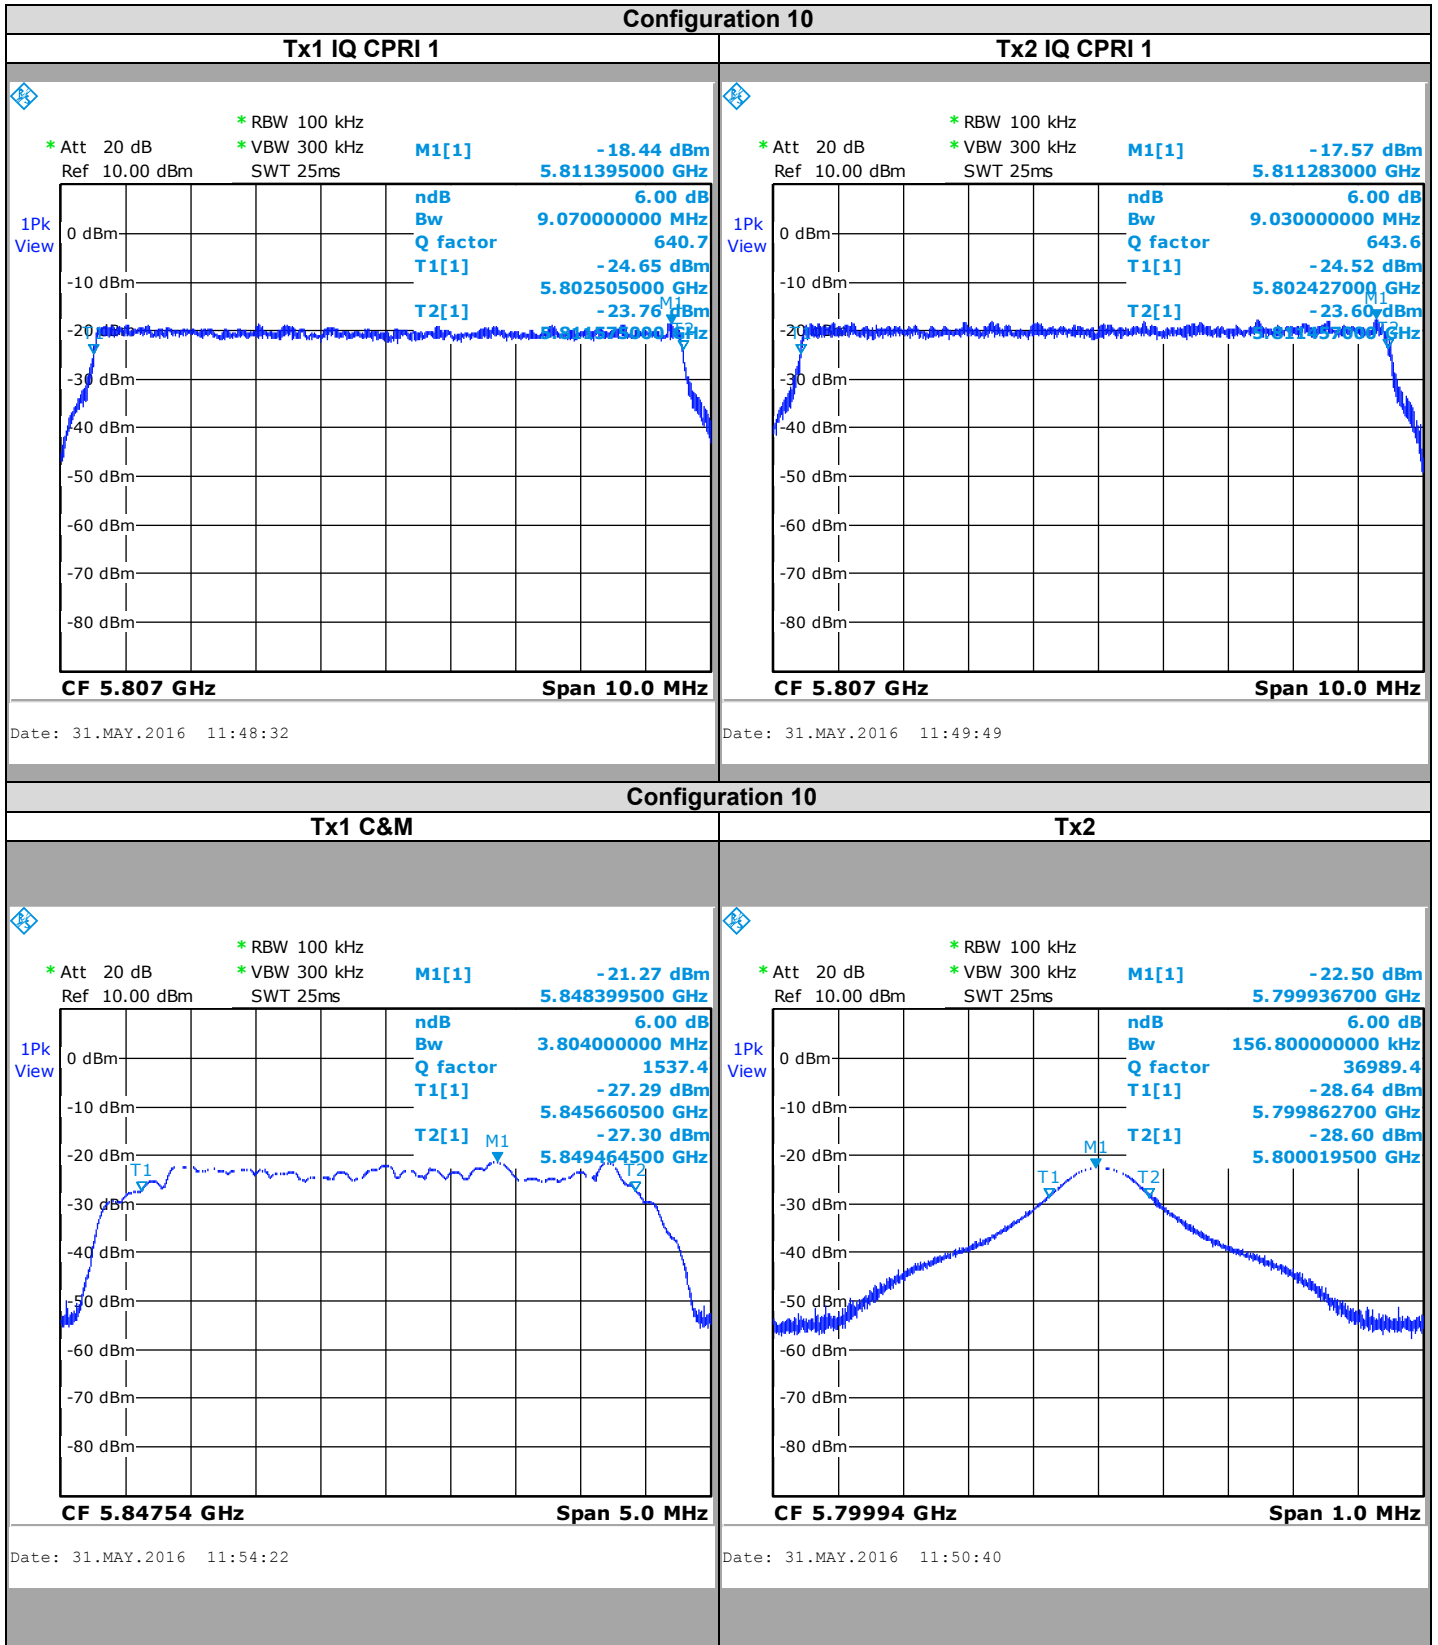 Configuration 10
Tx1 IQ CPRI 1
Tx2 IQ CPRI 1
* RBW 100 kHz
* Att 20 dB * VBW 300 kHz M1[1] -18.44 dBm
Ref 10.00 dBm SWT 25ms 5.811395000 GHz
ndB 6.00 dB
Bw 9.070000000 MHz
Q factor 640.7
T1[1] -24.65 dBm
5.802505000 GHz
T2[1] -23.76 dBm
M1
1Pk
View
0 dBm
-10 dBm
-20 dBm
-30 dBm
-40 dBm
-50 dBm
-60 dBm
-70 dBm
-80 dBm
CF 5.807 GHz Span 10.0 MHz
Date: 31.MAY.2016 11:48:32
* RBW 100 kHz
* Att 20 dB * VBW 300 kHz M1[1] -17.57 dBm
Ref 10.00 dBm SWT 25ms 5.811283000 GHz
ndB 6.00 dB
Bw 9.030000000 MHz
Q factor 643.6
T1[1] -24.52 dBm
5.802427000 GHz
T2[1] -23.60 dBm
M1
1Pk
View
0 dBm
-10 dBm
-20 dBm
-30 dBm
-40 dBm
-50 dBm
-60 dBm
-70 dBm
-80 dBm
CF 5.807 GHz Span 10.0 MHz
Date: 31.MAY.2016 11:49:49
Configuration 10
Tx1 C&M
Tx2
* RBW 100 kHz
* Att 20 dB * VBW 300 kHz M1[1] -21.27 dBm
Ref 10.00 dBm SWT 25ms 5.848399500 GHz
ndB 6.00 dB
Bw 3.804000000 MHz
Q factor 1537.4
T1[1] -27.29 dBm
5.845660500 GHz
T2[1] -27.30 dBm
5.849464500 GHz
M1
T1
T2
1Pk
View
0 dBm
-10 dBm
-20 dBm
-30 dBm
-40 dBm
-50 dBm
-60 dBm
-70 dBm
-80 dBm
CF 5.84754 GHz Span 5.0 MHz
Date: 31.MAY.2016 11:54:22
* RBW 100 kHz
* Att 20 dB * VBW 300 kHz M1[1] -22.50 dBm
Ref 10.00 dBm SWT 25ms 5.799936700 GHz
ndB 6.00 dB
Bw 156.800000000 kHz
Q factor 36989.4
T1[1] -28.64 dBm
5.799862700 GHz
T2[1] -28.60 dBm
5.800019500 GHz
M1
T1
T2
1Pk
View
0 dBm
-10 dBm
-20 dBm
-30 dBm
-40 dBm
-50 dBm
-60 dBm
-70 dBm
-80 dBm
CF 5.79994 GHz Span 1.0 MHz
Date: 31.MAY.2016 11:50:40